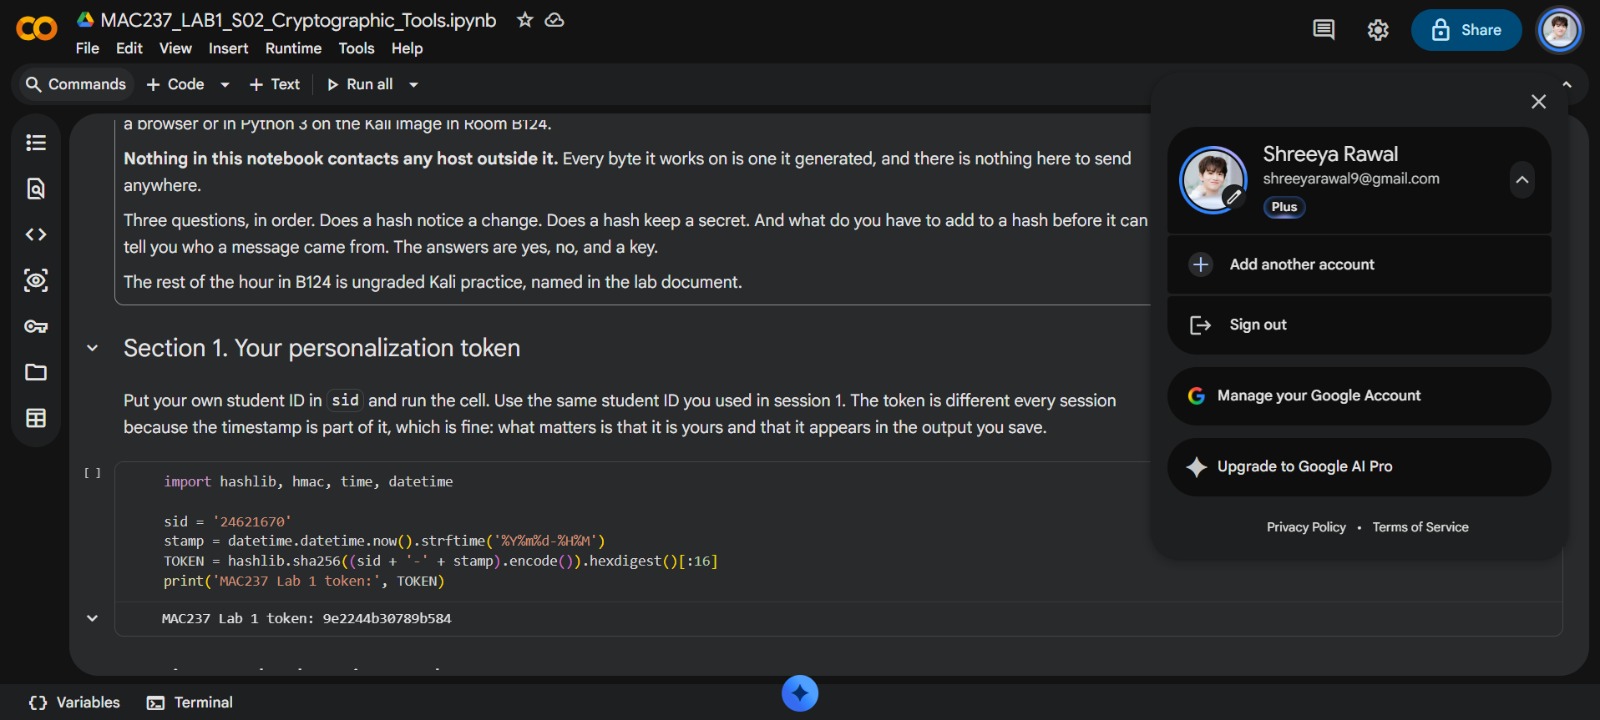 MAC237_LAB1_S02_Cryptographic_Tools.ipynb
File Edit View Insert Runtime Tools Help
Share
Commands + Code + Text Run all
a browser or in Python 3 on the Kali image in Room B124.
Nothing in this notebook contacts any host outside it. Every byte it works on is one it generated, and there is nothing here to send
anywhere.
Three questions, in order. Does a hash notice a change. Does a hash keep a secret. And what do you have to add to a hash before it can
tell you who a message came from. The answers are yes, no, and a key.
The rest of the hour in B124 is ungraded Kali practice, named in the lab document.
Section 1. Your personalization token
Put your own student ID in sid and run the cell. Use the same student ID you used in session 1. The token is different every session
because the timestamp is part of it, which is fine: what matters is that it is yours and that it appears in the output you save.
[ ]
import hashlib, hmac, time, datetime
sid = '24621670'
stamp = datetime.datetime.now().strftime('%Y%m%d-%H%M')
TOKEN = hashlib.sha256((sid + '-' + stamp).encode()).hexdigest()[:16]
print('MAC237 Lab 1 token:', TOKEN)
MAC237 Lab 1 token: 9e2244b30789b584
Shreeya Rawal
shreeyarawal9@gmail.com
Plus
Add another account
Sign out
Manage your Google Account
Upgrade to Google AI Pro
Privacy Policy • Terms of Service
Variables Terminal